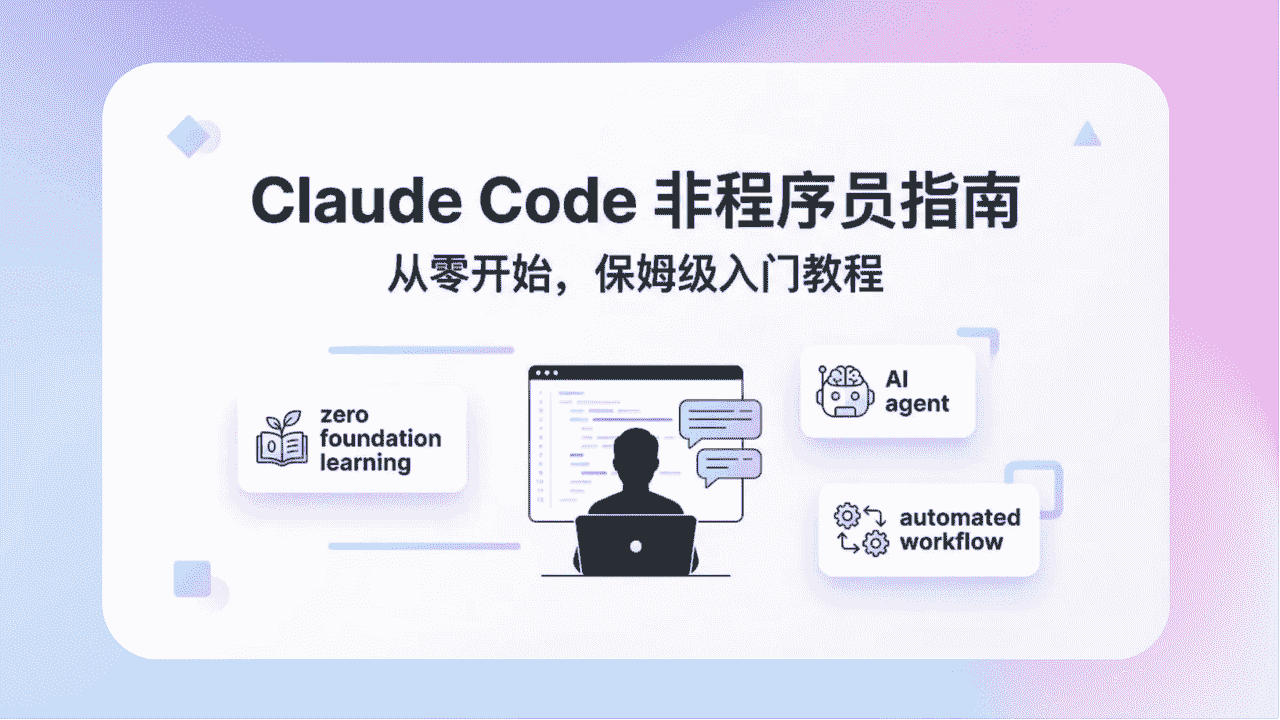 Claude Code 非程序员指南
从零开始，保姆级入门教程
zero
foundation
learning
AI
agent
automated
workflow